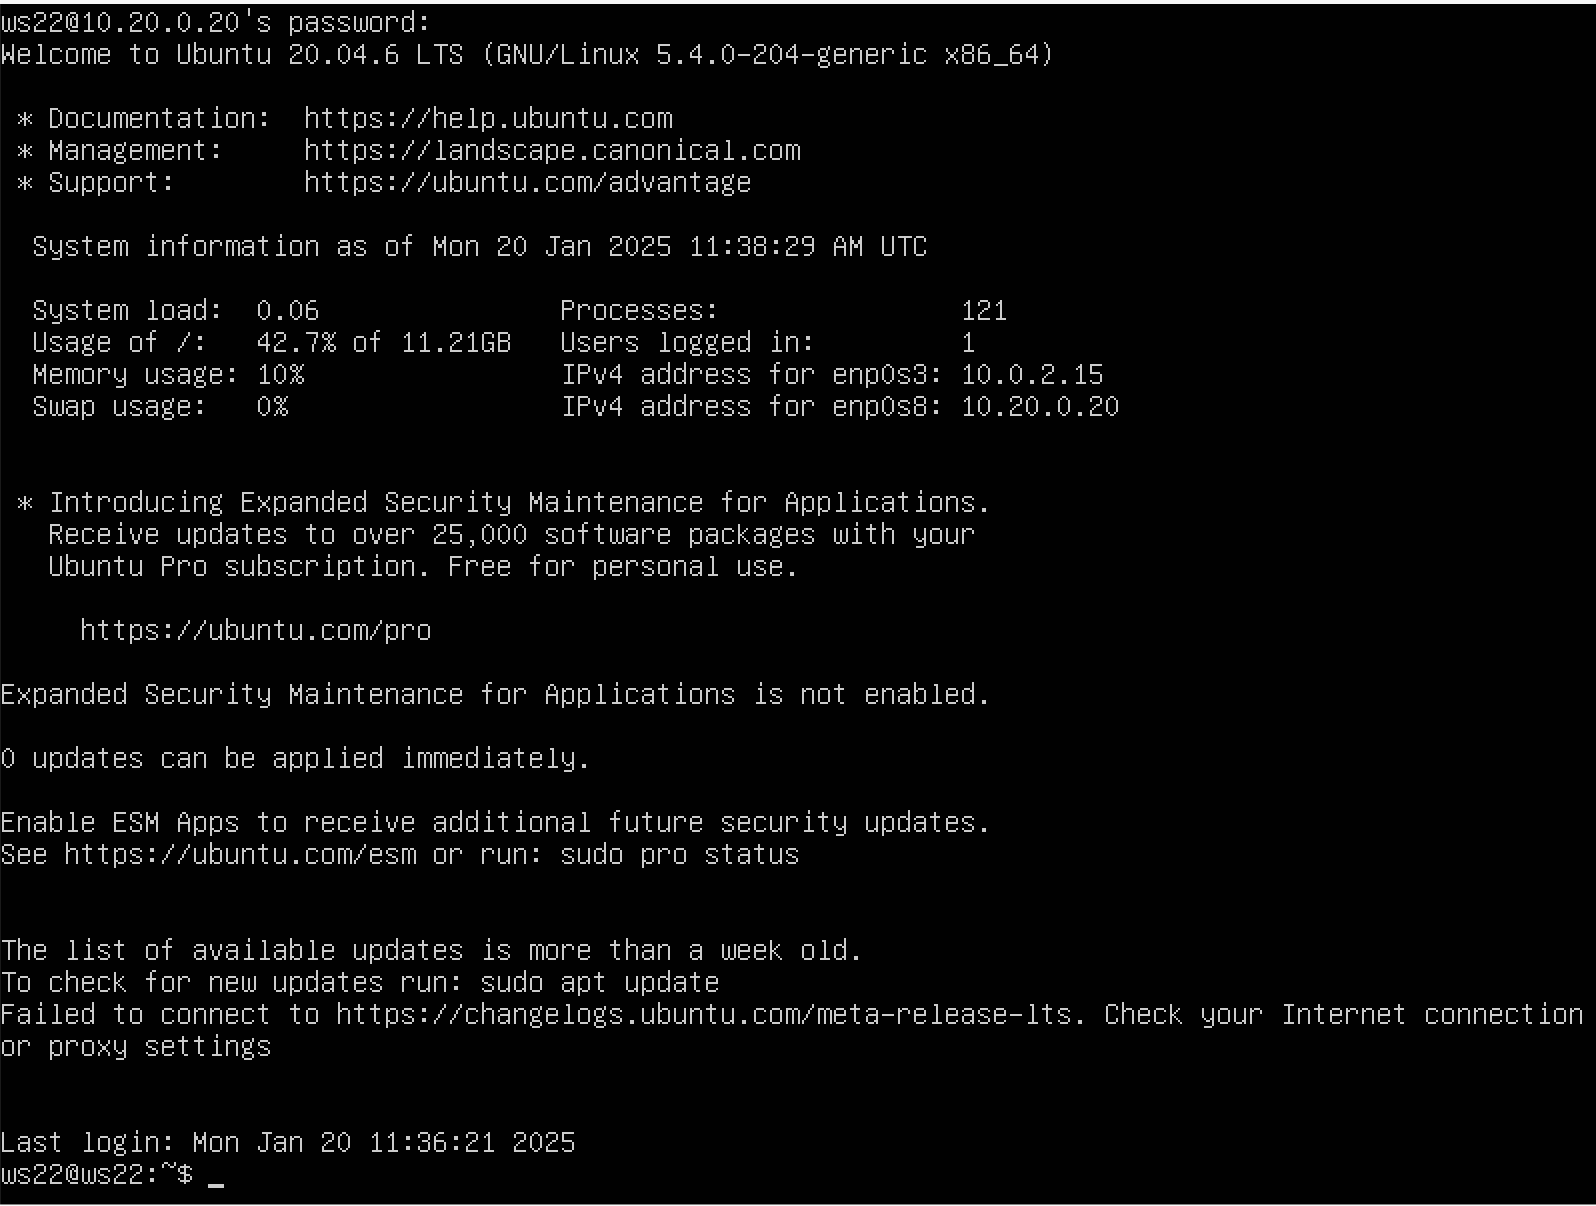 ws22@10.20.0.20's password:
Welcome to Ubuntu 20.04.6 LTS (GNU/Linux 5.4.0-204-generic x86_64)
* Documentation:  https://help.ubuntu.com
* Management:     https://landscape.canonical.com
* Support:        https://ubuntu.com/advantage
System information as of Mon 20 Jan 2025 11:38:29 AM UTC
System load:  0.06               Processes:               121
Usage of /:   42.7% of 11.21GB   Users logged in:         1
Memory usage: 10%                IPv4 address for enp0s3: 10.0.2.15
Swap usage:   0%                 IPv4 address for enp0s8: 10.20.0.20
* Introducing Expanded Security Maintenance for Applications.
Receive updates to over 25,000 software packages with your
Ubuntu Pro subscription. Free for personal use.
https://ubuntu.com/pro
Expanded Security Maintenance for Applications is not enabled.
0 updates can be applied immediately.
Enable ESM Apps to receive additional future security updates.
See https://ubuntu.com/esm or run: sudo pro status
The list of available updates is more than a week old.
To check for new updates run: sudo apt update
Failed to connect to https://changelogs.ubuntu.com/meta-release-lts. Check your Internet connection
or proxy settings
Last login: Mon Jan 20 11:36:21 2025
ws22@ws22:~$ _